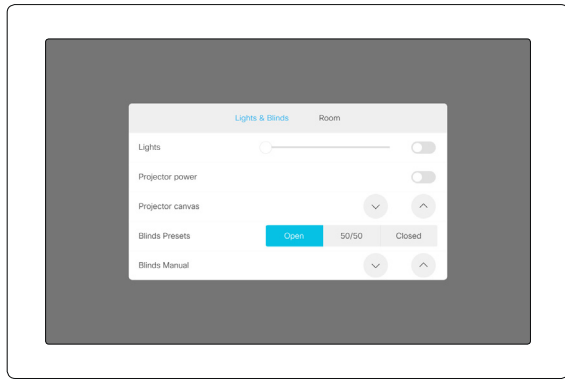 Lights & Blinds Room
Lights
Projector power
Projector canvas
Blinds Presets Open 50/50 Closed
Blinds Manual